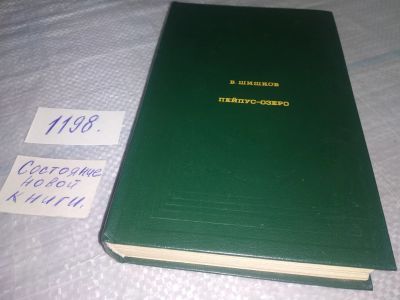 В. ШИШКОВ
ПЕЙПУС-ОЗЕРО
1198.
Состояние
новой
книги.